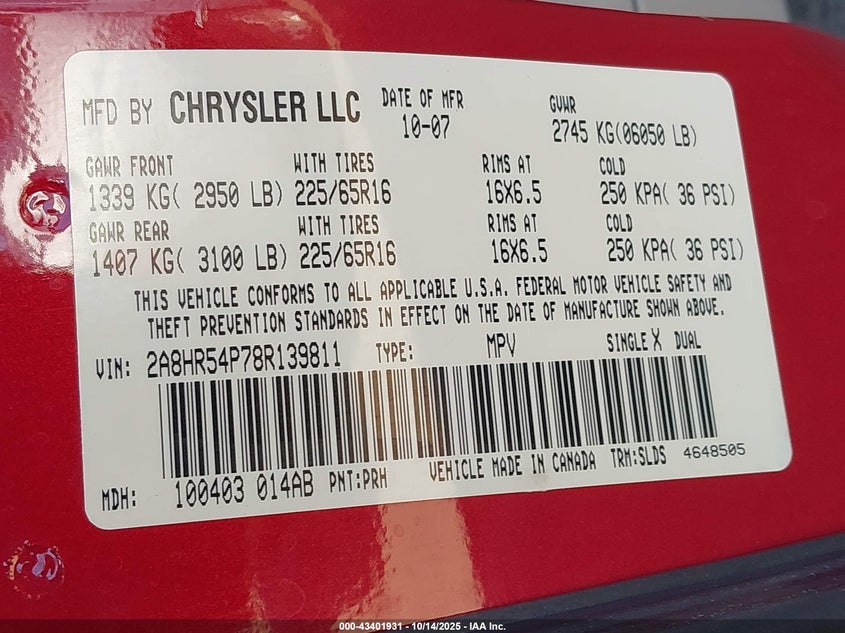 MFD BY CHRYSLER LLC DATE OF MFR 10-07 GVWR 2745 KG(06050 LB)
GAWR FRONT WITH TIRES RIMS AT COLD
1339 KG( 2950 LB) 225/65R16 16X6.5 250 KPA( 36 PSI)
GAWR REAR WITH TIRES RIMS AT COLD
1407 KG( 3100 LB) 225/65R16 16X6.5 250 KPA( 36 PSI)
THIS VEHICLE CONFORMS TO ALL APPLICABLE U.S.A. FEDERAL MOTOR VEHICLE SAFETY AND
THEFT PREVENTION STANDARDS IN EFFECT ON THE DATE OF MANUFACTURE SHOWN ABOVE.
VIN: 2A8HR54P78R139811 TYPE: MPV SINGLE X DUAL
MDH: 100403 014AB PNT:PRH VEHICLE MADE IN CANADA TRM:SLDS 4648505
000-43401931 - 10/14/2025 - IAA Inc.